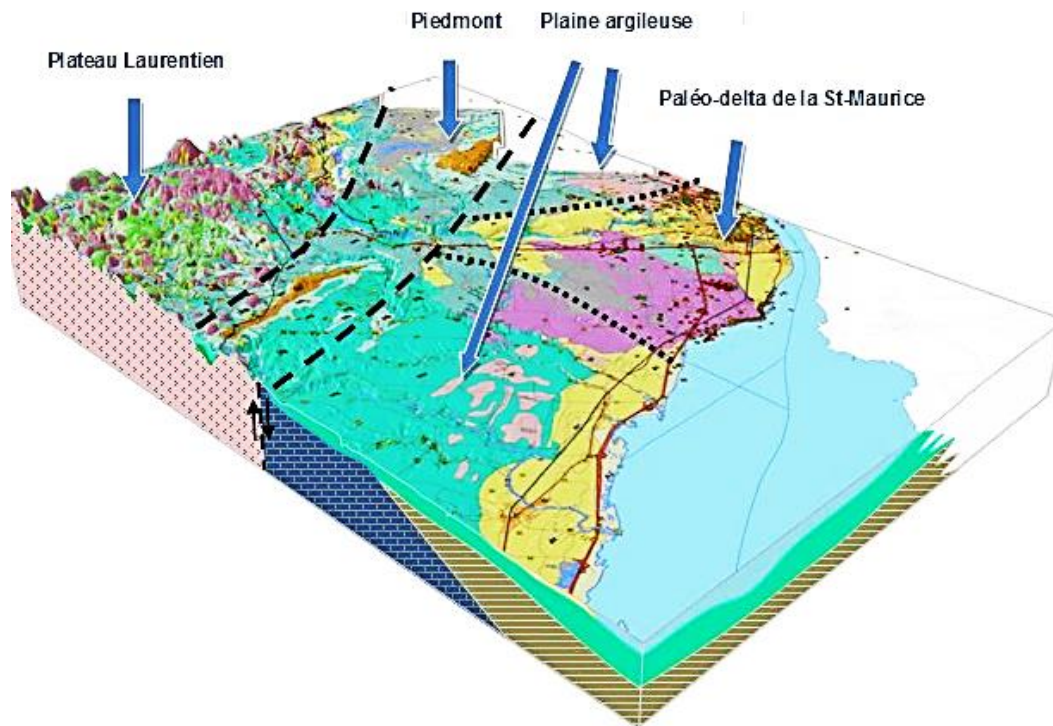 Piedmont
Plaine argileuse
Plateau Laurentien
Paléo-delta de la St-Maurice